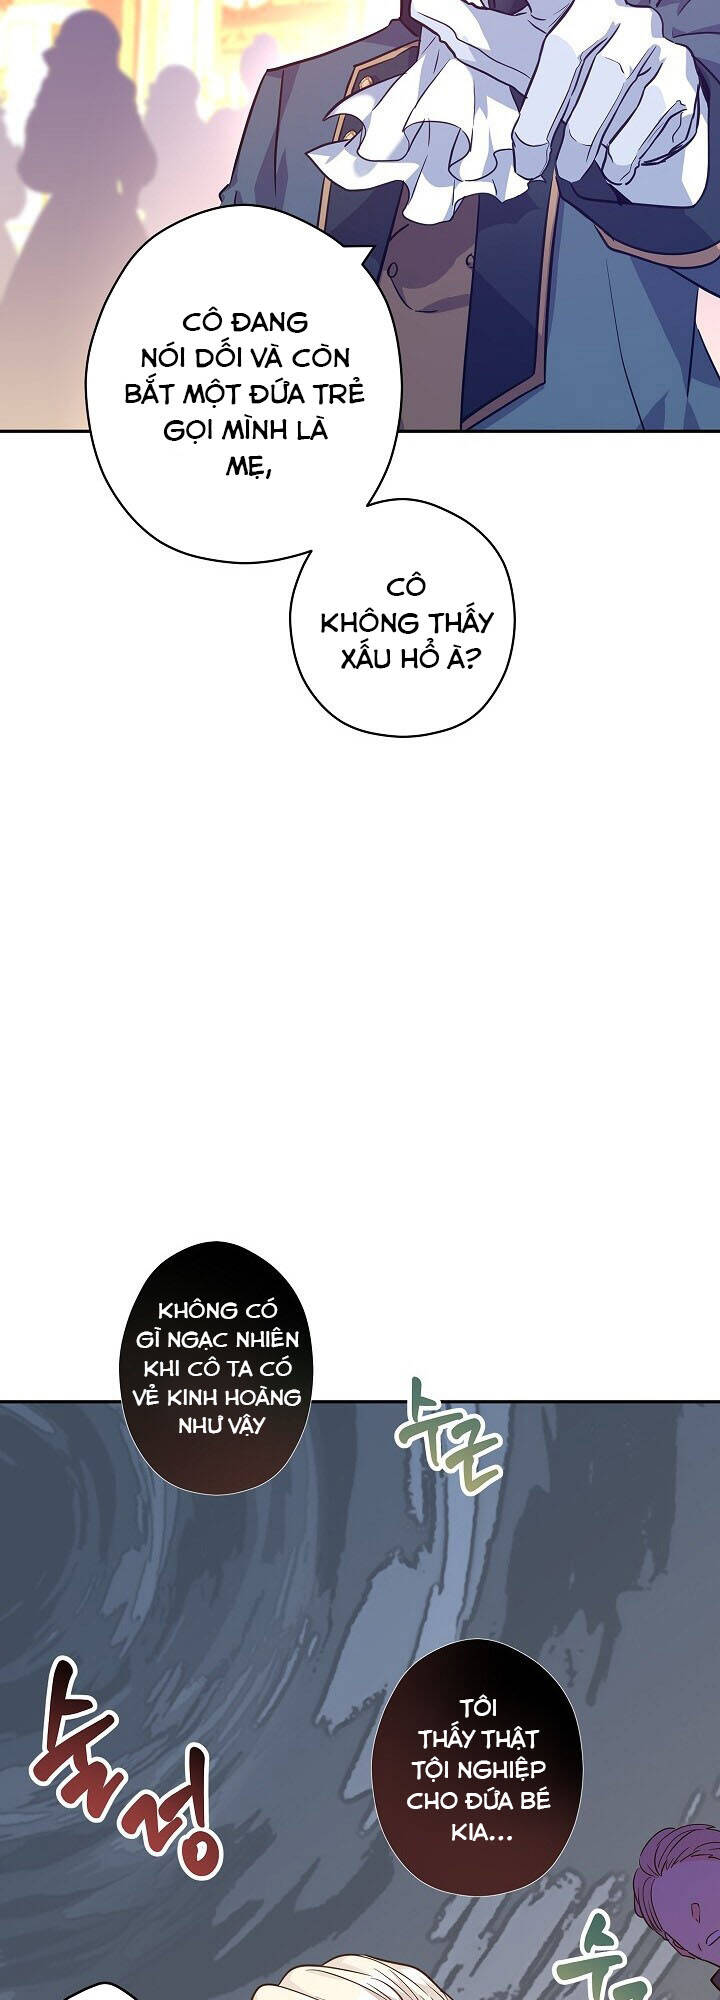 CÔ ĐANG
NÓI DỐI VÀ CÒN
BẮT MỘT ĐỨA TRẺ
GỌI MÌNH LÀ
MẸ,
CÔ
KHÔNG THẤY
XẤU HỔ À?
KHÔNG CÓ
GÌ NGẠC NHIÊN
KHI CÔ TA CÓ
VẺ KINH HOÀNG
NHƯ VẬY
수군
TÔI
THẤY THẬT
TỘI NGHIỆP
CHO ĐỨA BÉ
KIA...
술렁
수